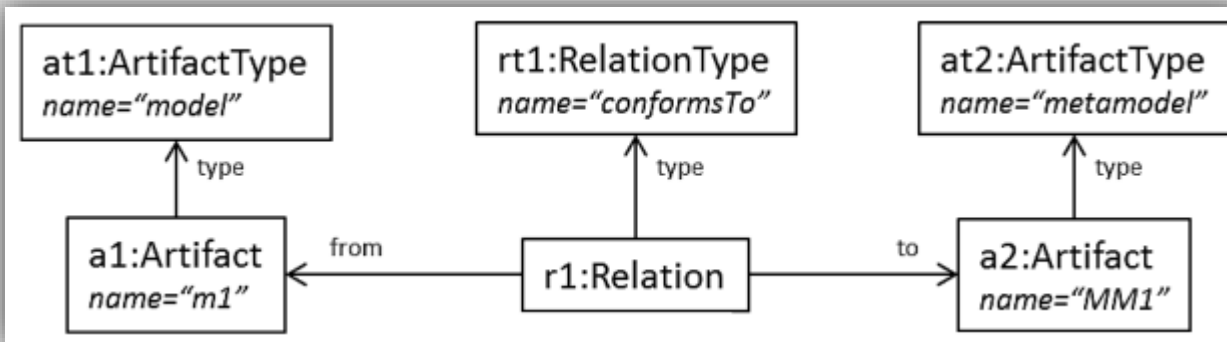 at1:ArtifactType
name=“model”
rt1:RelationType
name=“conformsTo”
at2:ArtifactType
name=“metamodel”
type
type
type
a1:Artifact
name=“m1”
from
r1:Relation
to
a2:Artifact
name=“MM1”